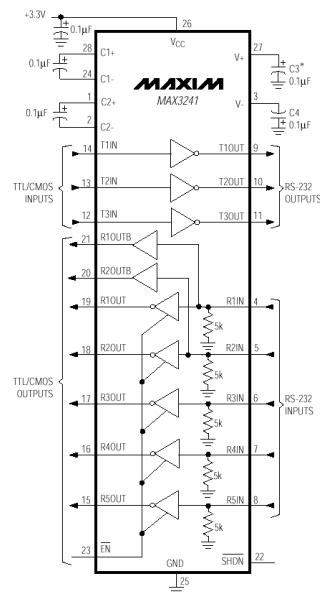 +3.3V
26
VCC
0.1µF
28 C1+
0.1µF
24 C1-
1 C2+
0.1µF
2 C2-
MAXIM
MAX3241
V+ 27
C3*
0.1µF
V- 3
C4
0.1µF
TTL/CMOS
INPUTS
14 T1IN T1OUT 9
13 T2IN T2OUT 10
12 T3IN T3OUT 11
RS-232
OUTPUTS
21 R1OUTB
20 R2OUTB
19 R1OUT R1IN 4
5k
18 R2OUT R2IN 5
5k
17 R3OUT R3IN 6
5k
16 R4OUT R4IN 7
5k
15 R5OUT R5IN 8
5k
TTL/CMOS
OUTPUTS
RS-232
INPUTS
23 EN
GND
SHDN 22
25